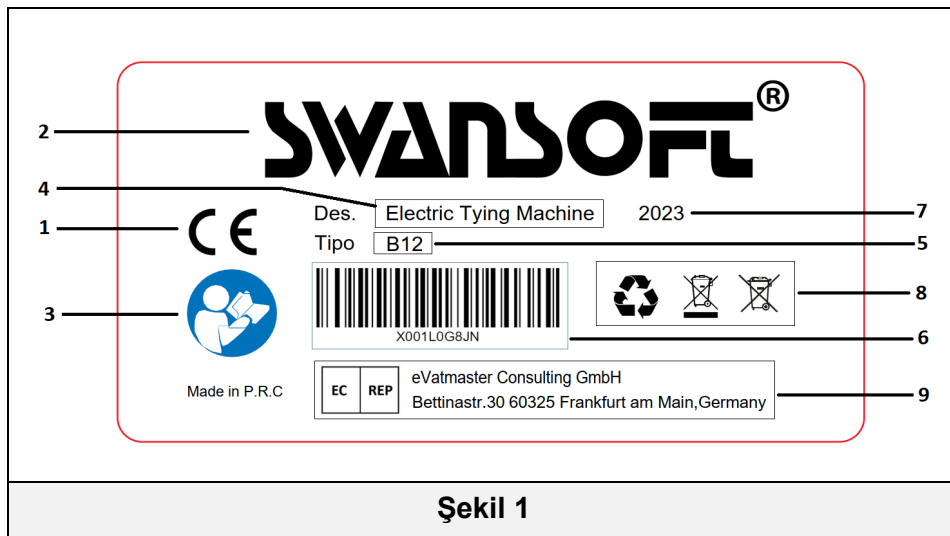 SWANSOFT®
2
4
Des. Electric Tying Machine 2023
7
1
CE
Tipo B12
5
3
X001L0G8JN
8
6
Made in P.R.C
EC REP
eVatmaster Consulting GmbH
Bettinastr.30 60325 Frankfurt am Main,Germany
9
Şekil 1